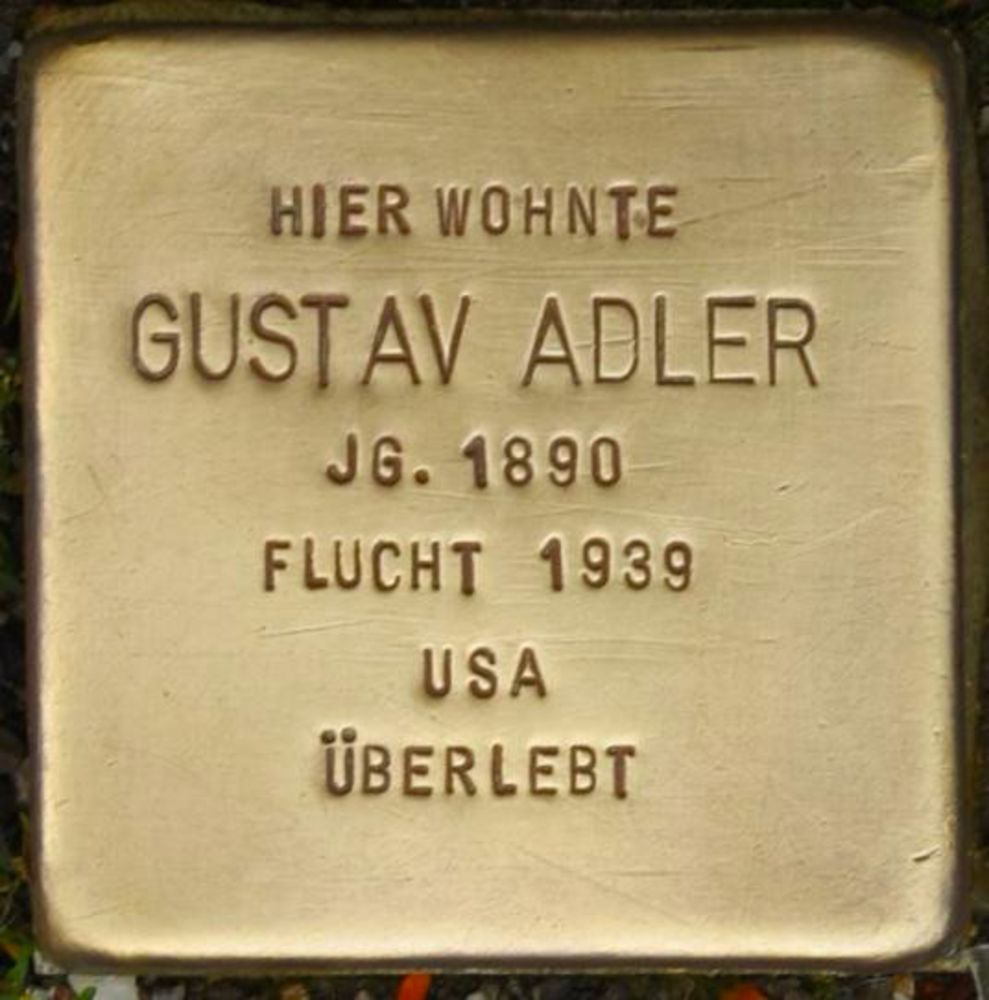 HIER WOHNTE
GUSTAV ADLER
JG. 1890
FLUCHT 1939
USA
ÜBERLEBT